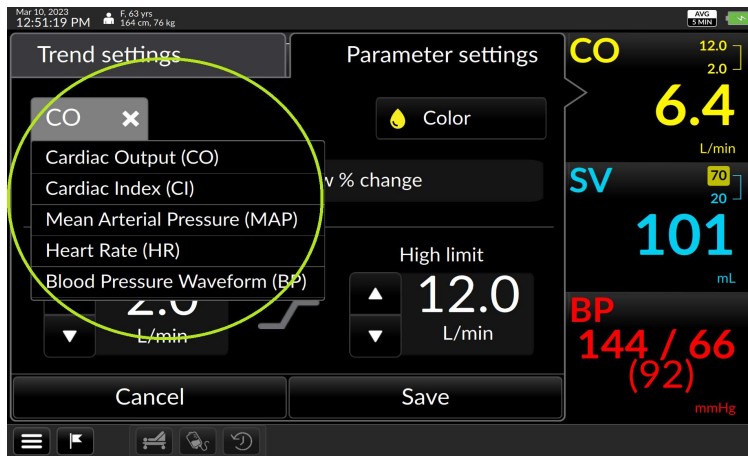 Mar 10, 2023
12:51:19 PM
F, 63 yrs
164 cm, 76 kg
AVG
5 MIN
Trend settings
Parameter settings
CO
Color
Cardiac Output (CO)
Cardiac Index (CI)
Mean Arterial Pressure (MAP)
Heart Rate (HR)
Blood Pressure Waveform (BP)
% change
High limit
2.0
L/min
12.0
L/min
Cancel
Save
CO
12.0
2.0
6.4
L/min
SV
70
20
101
mL
BP
144 / 66
(92)
mmHg